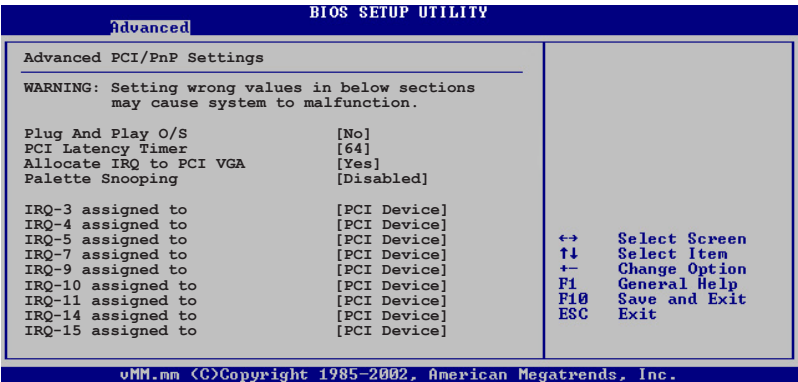 BIOS SETUP UTILITY
Advanced
Advanced PCI/PnP Settings
WARNING: Setting wrong values in below sections
may cause system to malfunction.
Plug And Play O/S [No]
PCI Latency Timer [64]
Allocate IRQ to PCI VGA [Yes]
Palette Snooping [Disabled]
IRQ-3 assigned to [PCI Device]
IRQ-4 assigned to [PCI Device]
IRQ-5 assigned to [PCI Device]
IRQ-7 assigned to [PCI Device]
IRQ-9 assigned to [PCI Device]
IRQ-10 assigned to [PCI Device]
IRQ-11 assigned to [PCI Device]
IRQ-14 assigned to [PCI Device]
IRQ-15 assigned to [PCI Device]
←→ Select Screen
↑↓ Select Item
+- Change Option
F1 General Help
F10 Save and Exit
ESC Exit
vMM.mm (C)Copyright 1985-2002, American Megatrends, Inc.